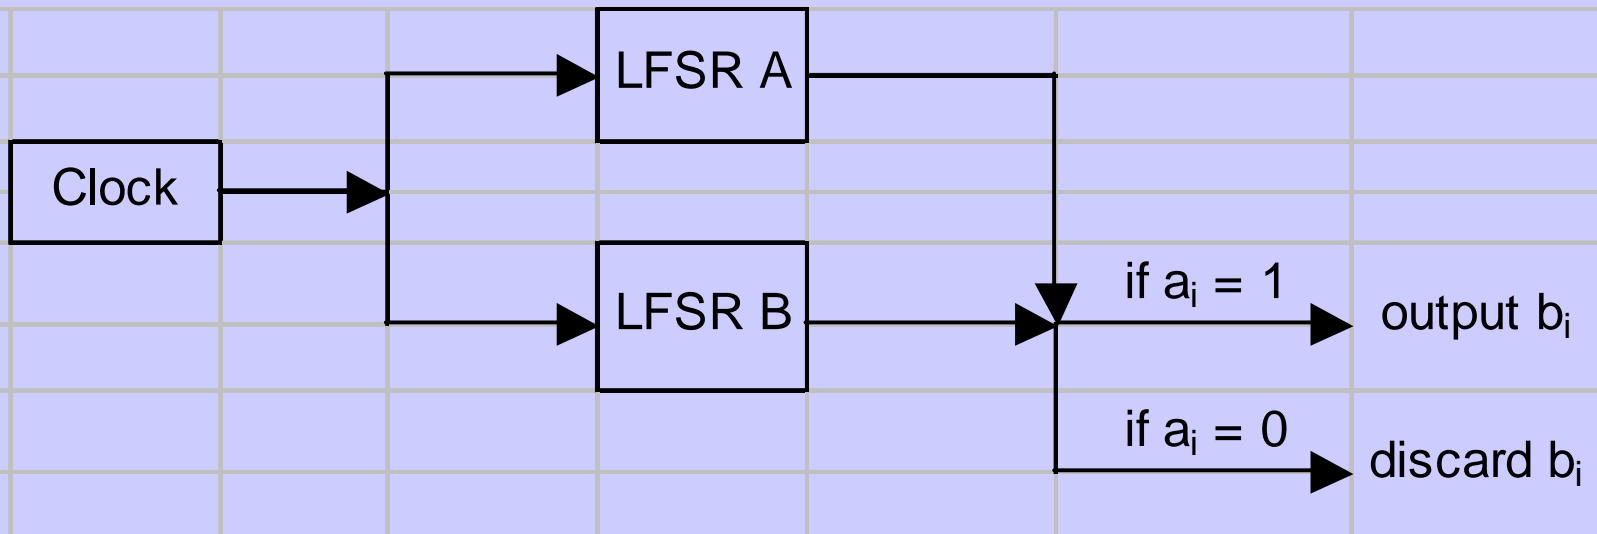 LFSR A
Clock
LFSR B
if aᵢ = 1
output bᵢ
if aᵢ = 0
discard bᵢ